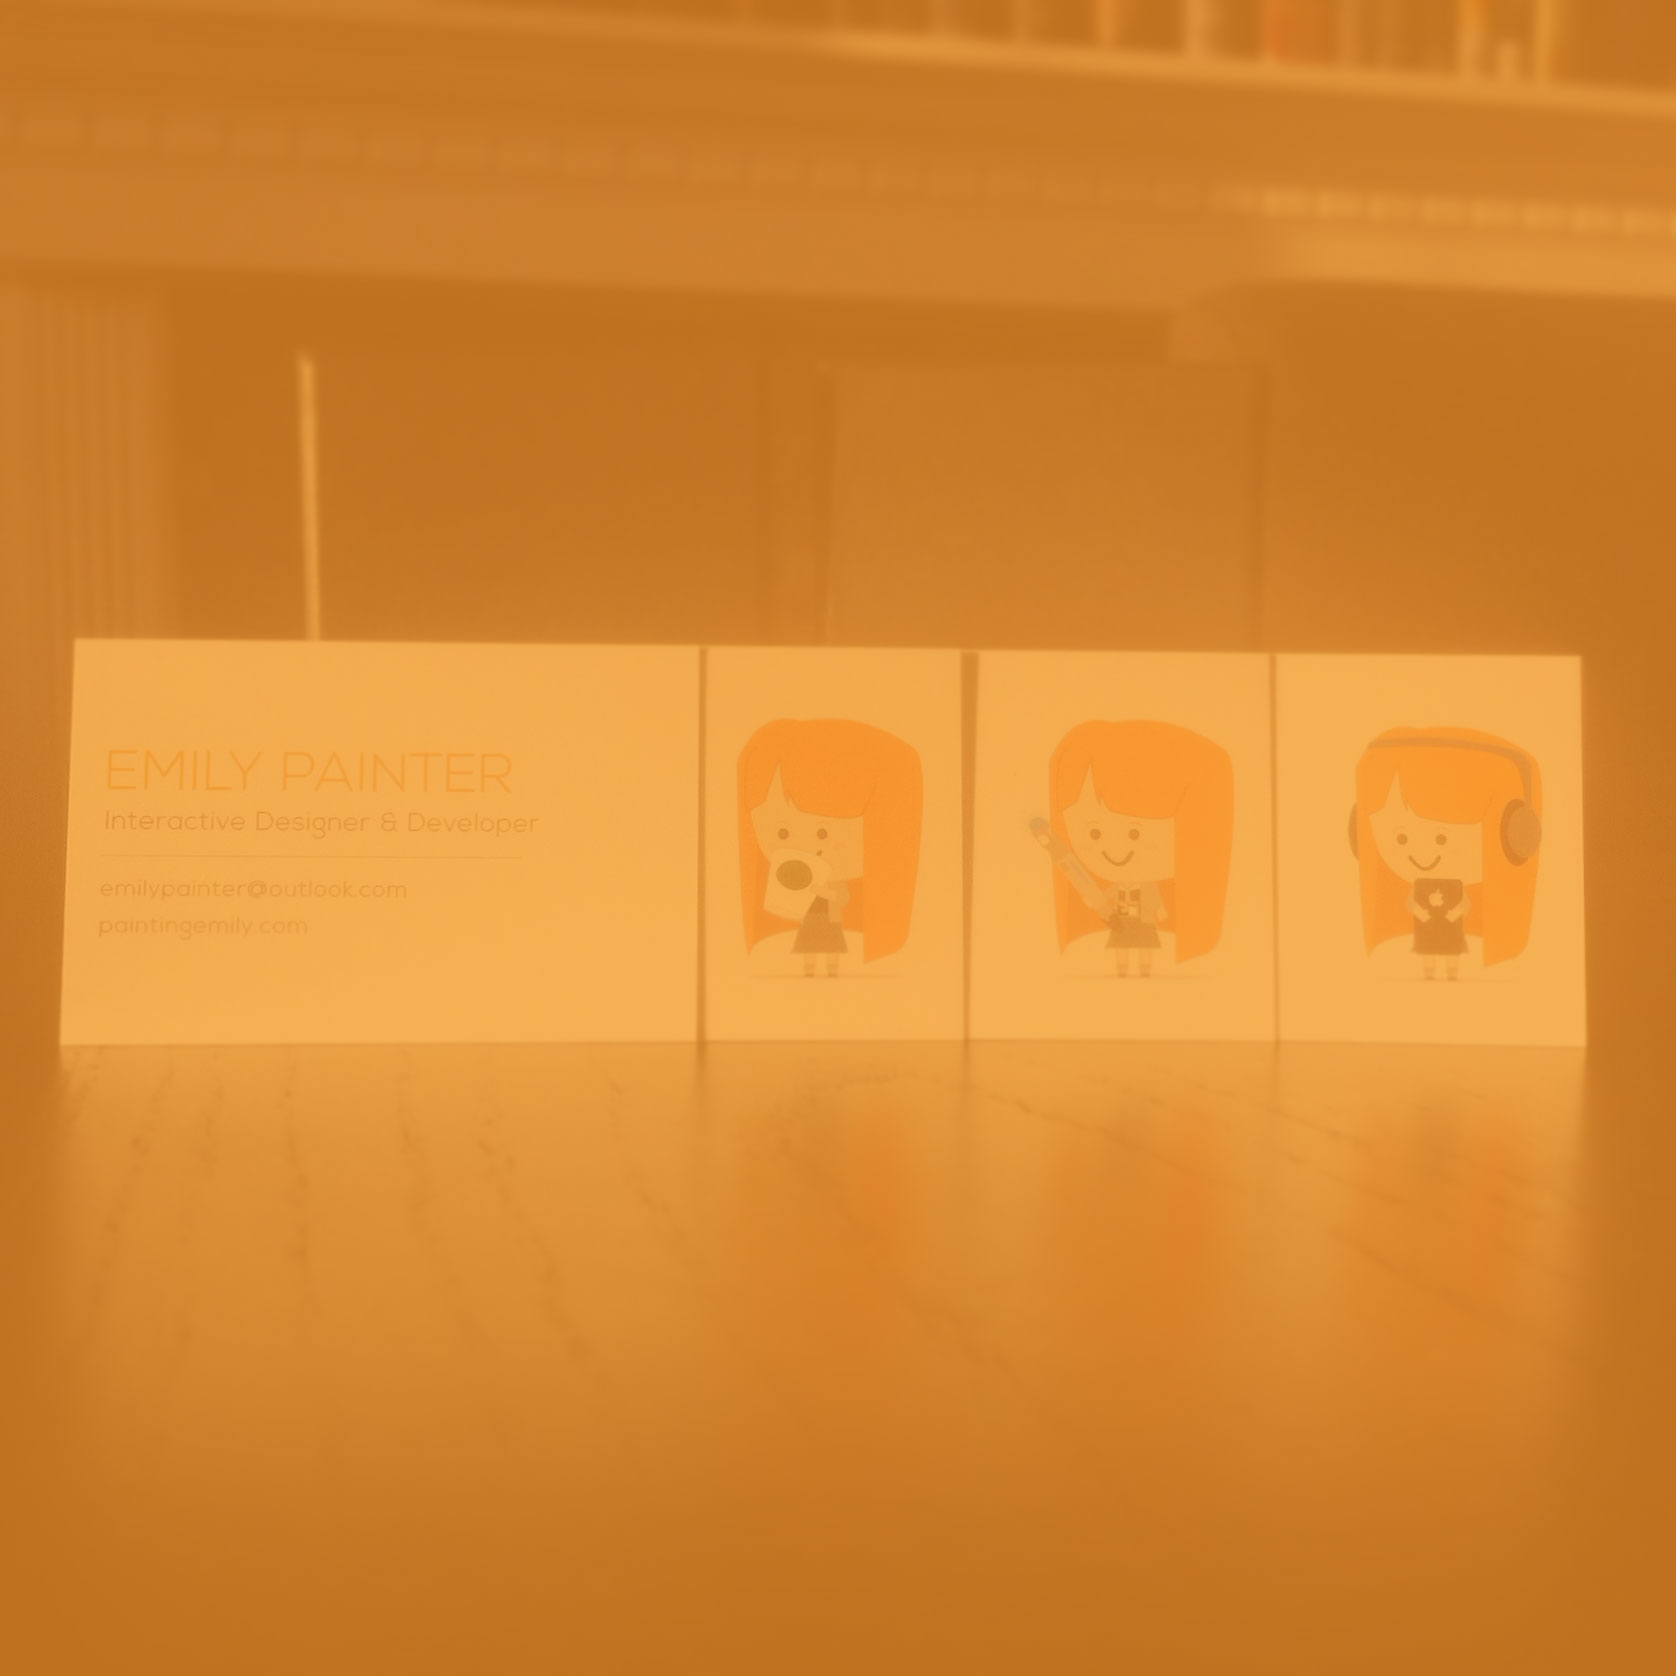 EMILY PAINTER
Interactive Designer & Developer
emilypainter@outlook.com
paintingemily.com